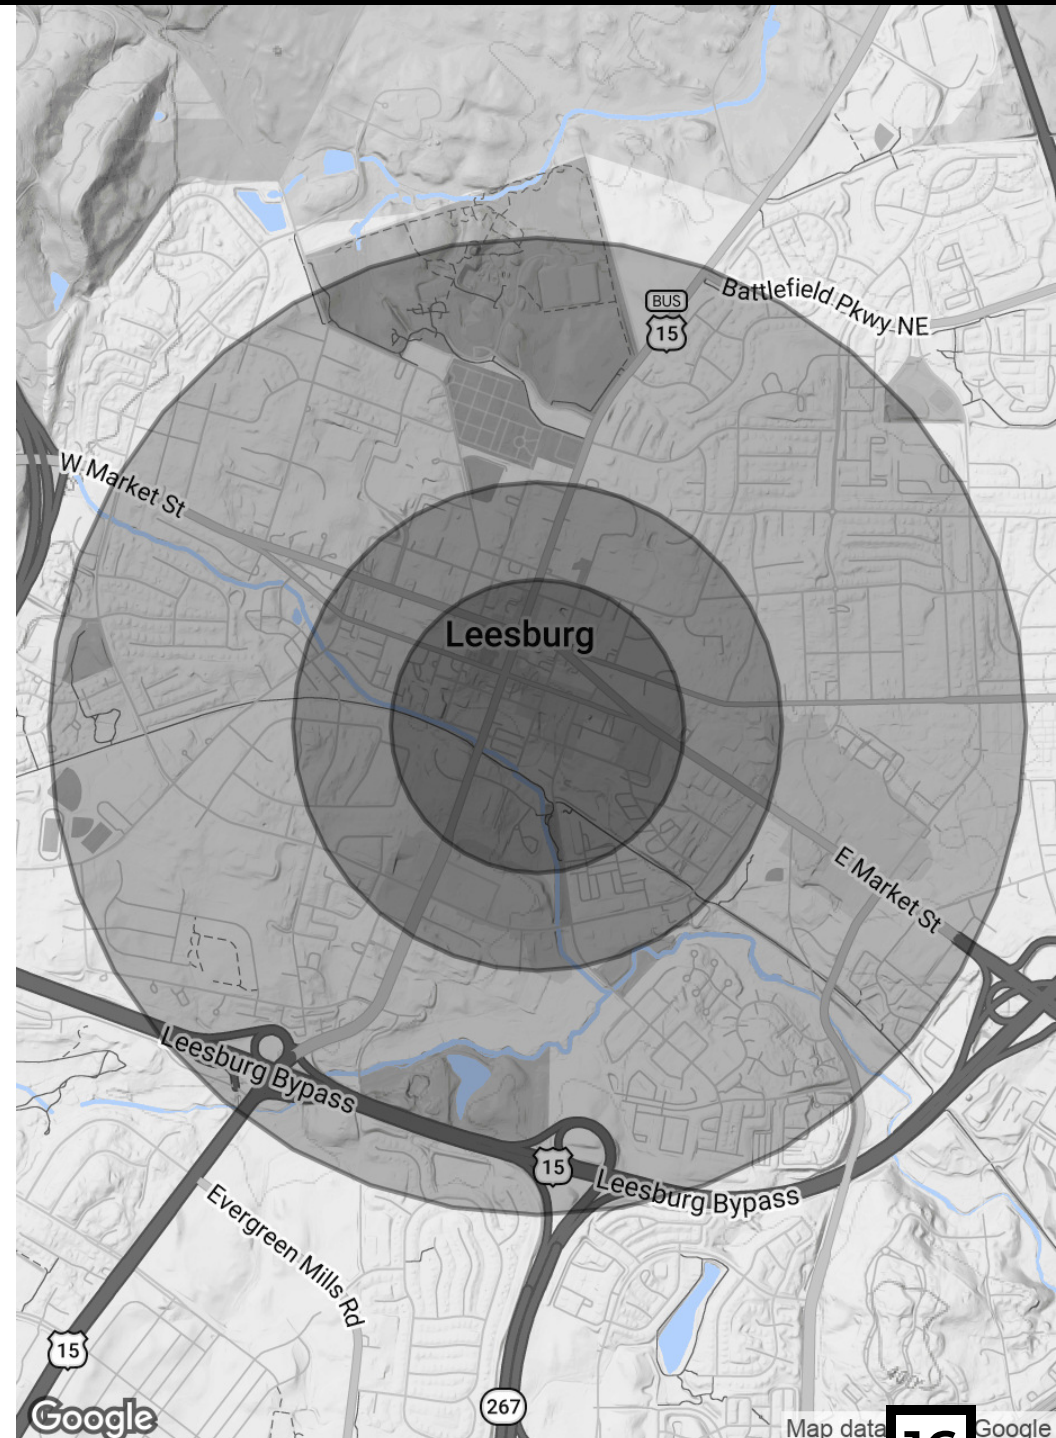 BUS
15
Battlefield Pkwy NE
W Market St
Leesburg
E Market St
Leesburg Bypass
15
Leesburg Bypass
Evergreen Mills Rd
15
267
Google
Map data
Google